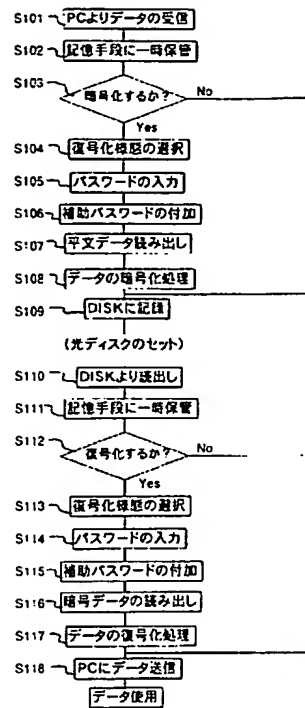 S101 PCよりデータの受信
S102 記憶手段に一時保管
S103 暗号化するか? No
Yes
S104 復号化様態の選択
S105 パスワードの入力
S106 補助パスワードの付加
S107 平文データ読み出し
S108 データの暗号化処理
S109 DISKに記録
(光ディスクのセット)
S110 DISKより読出し
S111 記憶手段に一時保管
S112 復号化するか? No
Yes
S113 復号化様態の選択
S114 パスワードの入力
S115 補助パスワードの付加
S116 暗号データの読み出し
S117 データの復号化処理
S118 PCにデータ送信
データ使用